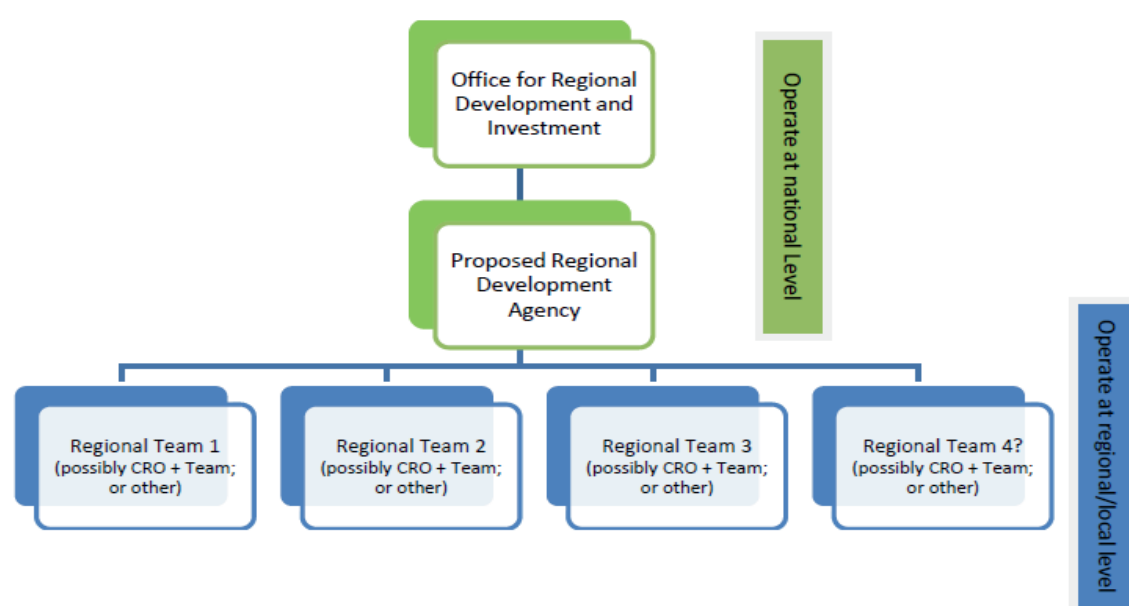 Office for Regional
Development and
Investment
Operate at national Level
Proposed Regional
Development
Agency
Operate at regional/local level
Regional Team 1
(possibly CRO + Team;
or other)
Regional Team 2
(possibly CRO + Team;
or other)
Regional Team 3
(possibly CRO + Team;
or other)
Regional Team 4?
(possibly CRO + Team;
or other)